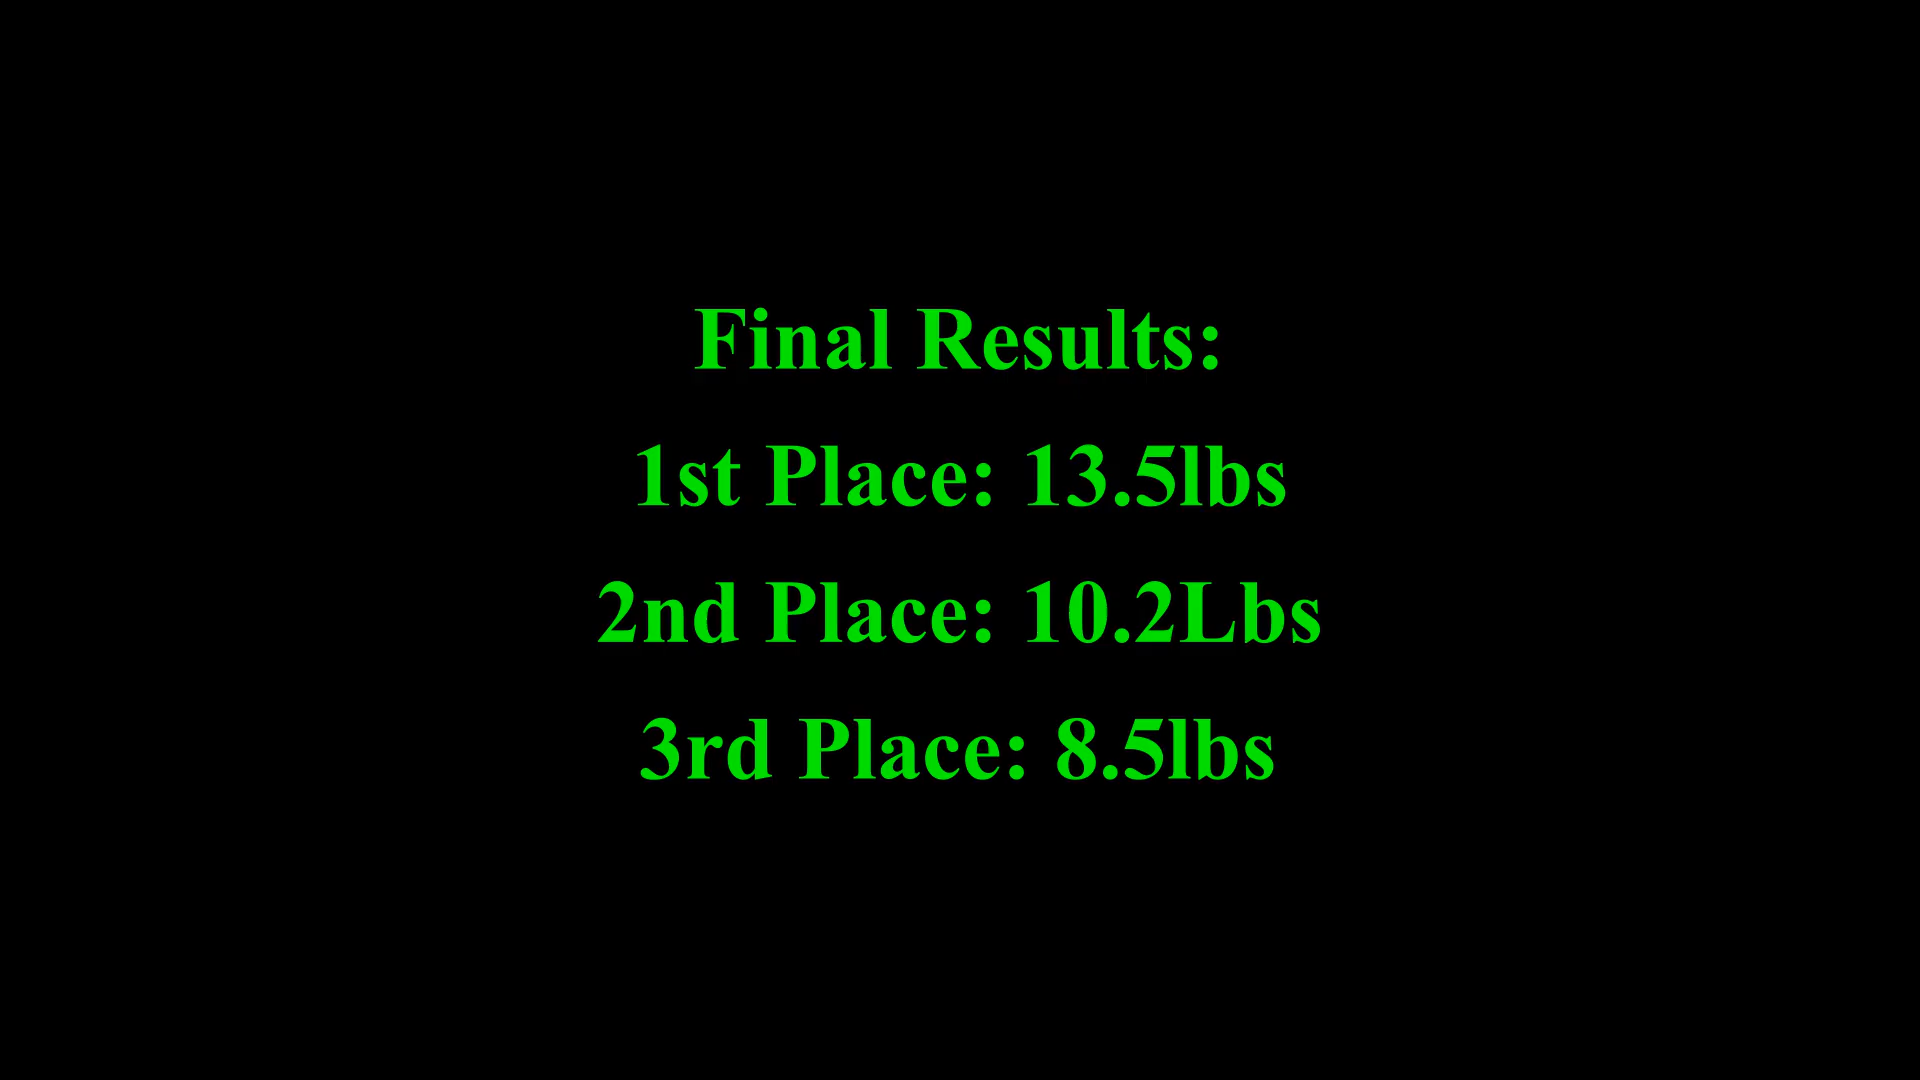 Final Results:
1st Place: 13.5lbs
2nd Place: 10.2Lbs
3rd Place: 8.5lbs